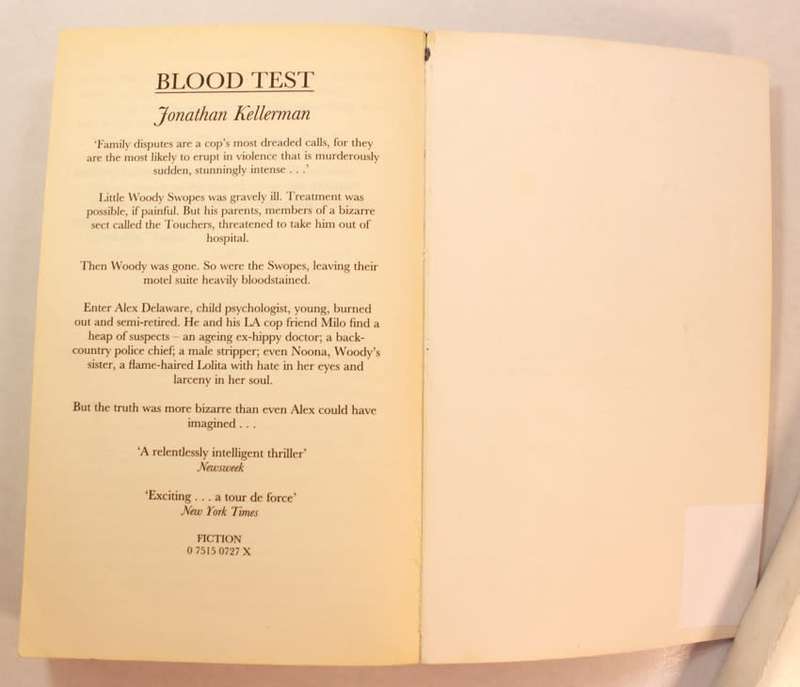 BLOOD TEST
Jonathan Kellerman
'Family disputes are a cop's most dreaded calls, for they
are the most likely to erupt in violence that is murderously
sudden, stunningly intense . . .'
Little Woody Swopes was gravely ill. Treatment was
possible, if painful. But his parents, members of a bizarre
sect called the Touchers, threatened to take him out of
hospital.
Then Woody was gone. So were the Swopes, leaving their
motel suite heavily bloodstained.
Enter Alex Delaware, child psychologist, young, burned
out and semi-retired. He and his LA cop friend Milo find a
heap of suspects – an ageing ex-hippy doctor; a back-
country police chief; a male stripper; even Noona, Woody's
sister, a flame-haired Lolita with hate in her eyes and
larceny in her soul.
But the truth was more bizarre than even Alex could have
imagined . . .
'A relentlessly intelligent thriller'
Newsweek
'Exciting . . . a tour de force'
New York Times
FICTION
0 7515 0727 X